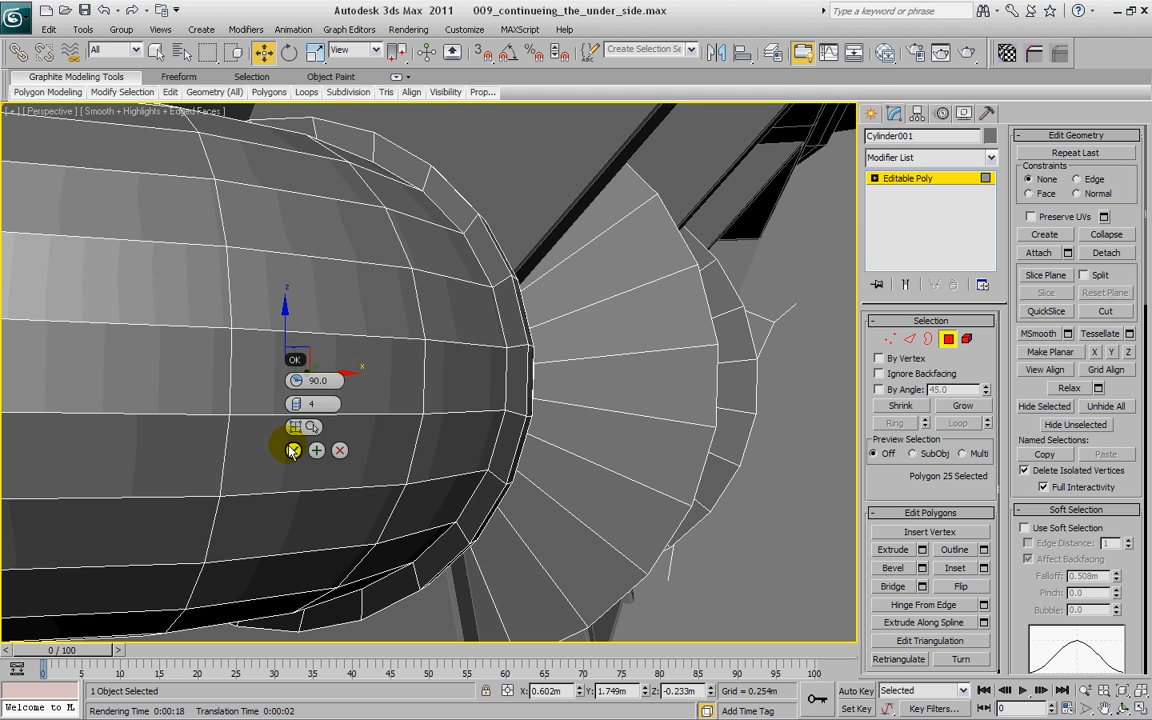 Autodesk 3ds Max 2011 009_continueing_the_under_side.max
Type a keyword or phrase
Edit Tools Group Views Create Modifiers Animation Graph Editors Rendering Customize MAXScript Help
All View Create Selection Se
Graphite Modeling Tools Freeform Selection Object Paint
Polygon Modeling Modify Selection Edit Geometry (All) Polygons Loops Subdivision Tris Align Visibility Prop...
[ + ] [ Perspective ] [ Smooth + Highlights + Edged Faces ]
z
x
OK
90.0
4
Cylinder001
Modifier List
Editable Poly
Selection
By Vertex
Ignore Backfacing
By Angle: 45.0
Shrink Grow
Ring Loop
Preview Selection
Off SubObj Multi
Polygon 25 Selected
Edit Polygons
Insert Vertex
Extrude Outline
Bevel Inset
Bridge Flip
Hinge From Edge
Extrude Along Spline
Edit Triangulation
Retriangulate Turn
Edit Geometry
Repeat Last
Constraints
None Edge
Face Normal
Preserve UVs
Create Collapse
Attach Detach
Slice Plane Split
Slice Reset Plane
QuickSlice Cut
MSmooth Tessellate
Make Planar X Y Z
View Align Grid Align
Relax
Hide Selected Unhide All
Hide Unselected
Named Selections:
Copy Paste
Delete Isolated Vertices
Full Interactivity
Soft Selection
Use Soft Selection
Edge Distance: 1
Affect Backfacing
Falloff: 0.508m
Pinch: 0.0
Bubble: 0.0
0 / 100
0 5 10 15 20 25 30 35 40 45 50 55 60 65 70 75 80 85 90 95 100
1 Object Selected X: 0.602m Y: 1.749m Z: -0.233m Grid = 0.254m Auto Key Selected
Welcome to M Rendering Time 0:00:18 Translation Time 0:00:02 Add Time Tag Set Key Key Filters... 0